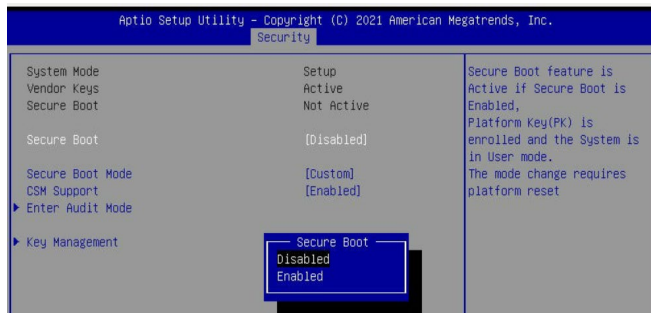 Aptio Setup Utility – Copyright (C) 2021 American Megatrends, Inc.
Security
System Mode Setup
Vendor Keys Active
Secure Boot Not Active
Secure Boot [Disabled]
Secure Boot Mode [Custom]
CSM Support [Enabled]
Enter Audit Mode
Key Management
Secure Boot feature is
Active if Secure Boot is
Enabled,
Platform Key(PK) is
enrolled and the System is
in User mode.
The mode change requires
platform reset
Secure Boot
Disabled
Enabled